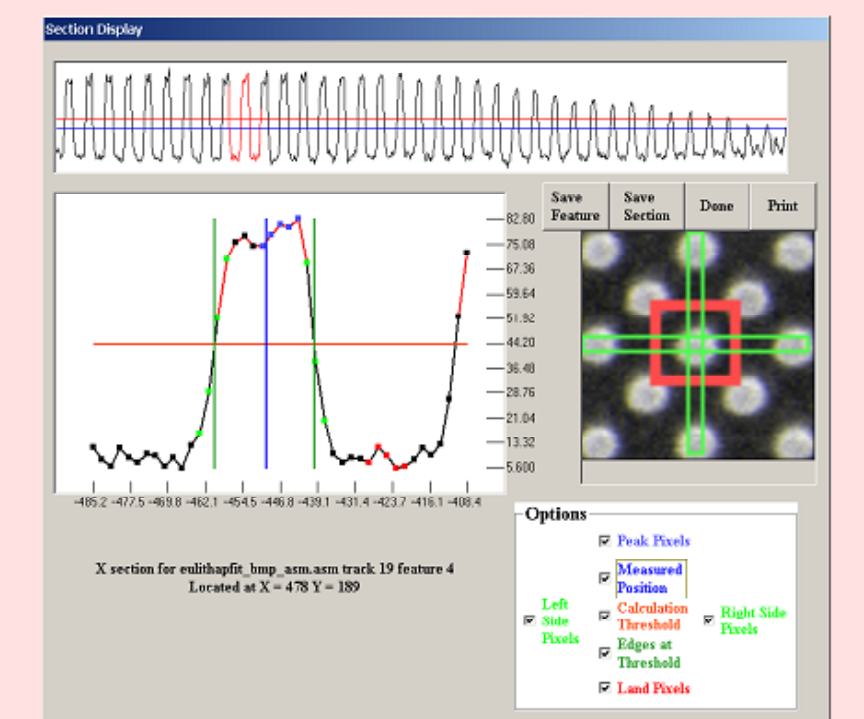 Section Display
Save Feature
Save Section
Done
Print
82.80
75.08
67.36
59.64
51.92
44.20
36.48
28.76
21.04
13.32
5.600
-485.2 -477.5 -469.8 -462.1 -454.5 -446.8 -439.1 -431.4 -423.7 -416.1 -408.4
X section for eulithapfit_bmp_asm.asm track 19 feature 4
Located at X = 478 Y = 189
Options
Peak Pixels
Measured
Position
Left
Side
Pixels
Calculation
Threshold
Right Side
Pixels
Edges at
Threshold
Land Pixels